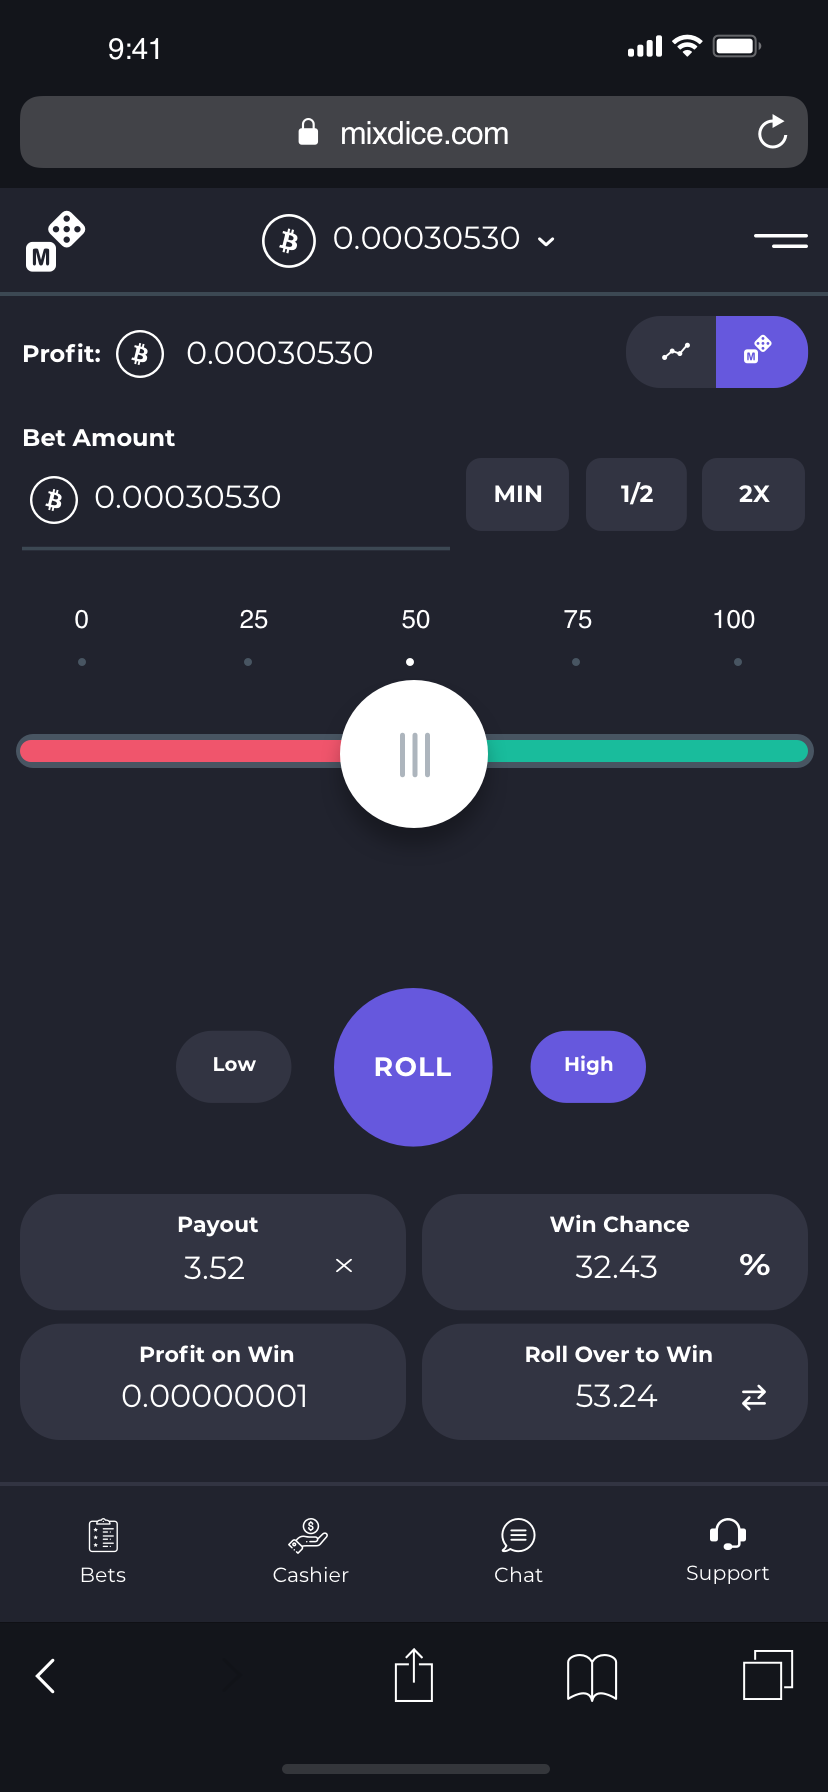 9:41
mixdice.com
M
0.00030530
Profit: 0.00030530
M
Bet Amount
0.00030530
MIN 1/2 2X
0 25 50 75 100
Low ROLL High
Payout
3.52 ×
Win Chance
32.43 %
Profit on Win
0.00000001
Roll Over to Win
53.24
Bets Cashier Chat Support